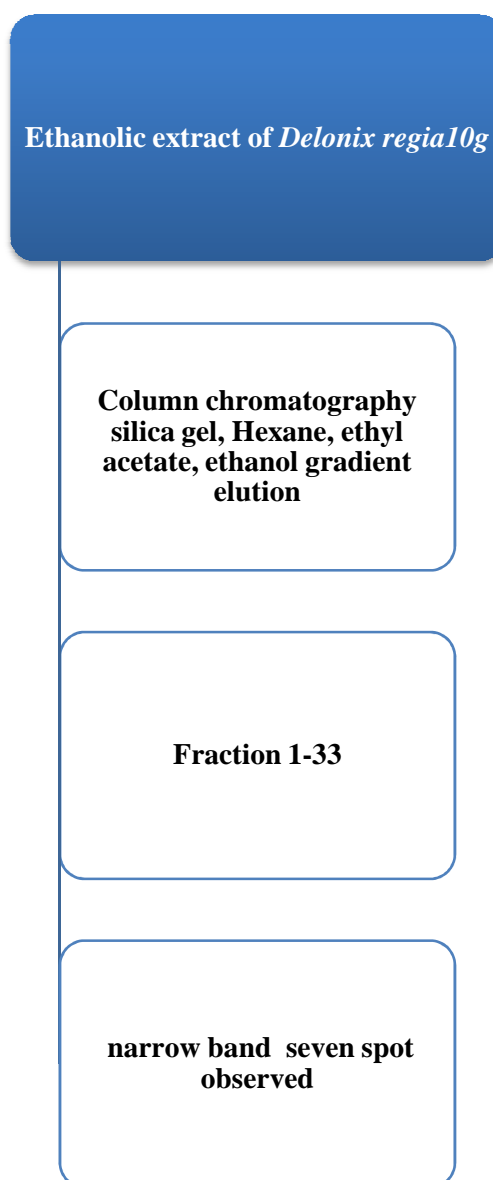 Ethanolic extract of Delonix regia10g
Column chromatography
silica gel, Hexane, ethyl
acetate, ethanol gradient
elution
Fraction 1-33
narrow band  seven spot
observed